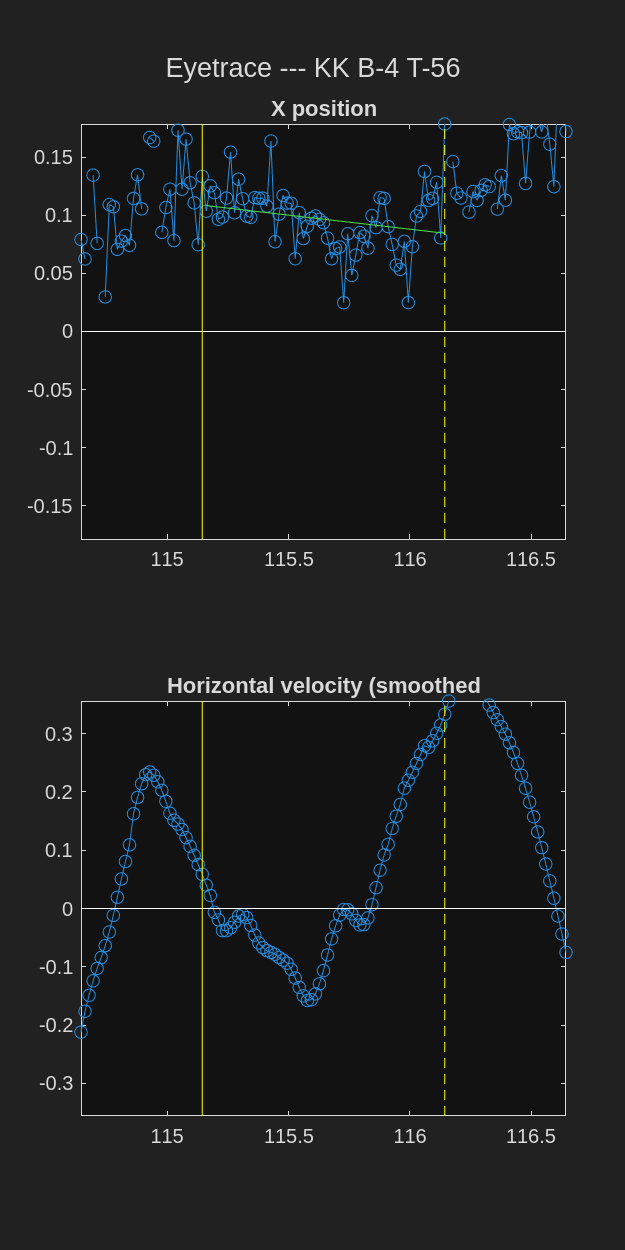 Eyetrace --- KK B-4 T-56
X position
0.15
0.1
0.05
0
-0.05
-0.1
-0.15
115 115.5 116 116.5
Horizontal velocity (smoothed
0.3
0.2
0.1
0
-0.1
-0.2
-0.3
115 115.5 116 116.5